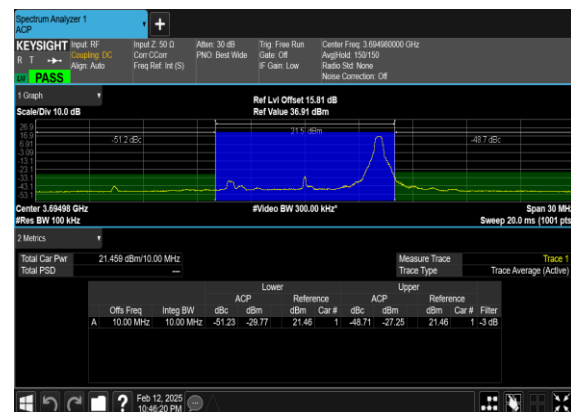 Spectrum Analyzer 1
ACP
KEYSIGHT Input: RF Input Z: 50 Ω Atten: 30 dB Trig: Free Run Center Freq: 3.694980000 GHz
R T Coupling: DC Corr CCorr PNO: Best Wide Gate: Off Avg|Hold: 150/150
Align: Auto Freq Ref: Int (S) IF Gain: Low Radio Std: None
PASS Noise Correction: Off
1 Graph Ref Lvl Offset 15.81 dB
Scale/Div 10.0 dB Ref Value 36.91 dBm
26.9
16.9
6.91
-3.09
-13.1
-23.1
-33.1
-43.1
-53.1
-51.2 dBc 21.5 dBm -48.7 dBc
Center 3.69498 GHz #Video BW 300.00 kHz* Span 30 MHz
#Res BW 100 kHz Sweep 20.0 ms (1001 pts
2 Metrics
Total Car Pwr 21.459 dBm/10.00 MHz Measure Trace Trace 1
Total PSD --- Trace Type Trace Average (Active)
Lower Upper
ACP Reference ACP Reference
Offs Freq Integ BW dBc dBm dBm Car # dBc dBm dBm Car # Filter
A 10.00 MHz 10.00 MHz -51.23 -29.77 21.46 1 -48.71 -27.25 21.46 1 -3 dB
? Feb 12, 2025
10:46:20 PM